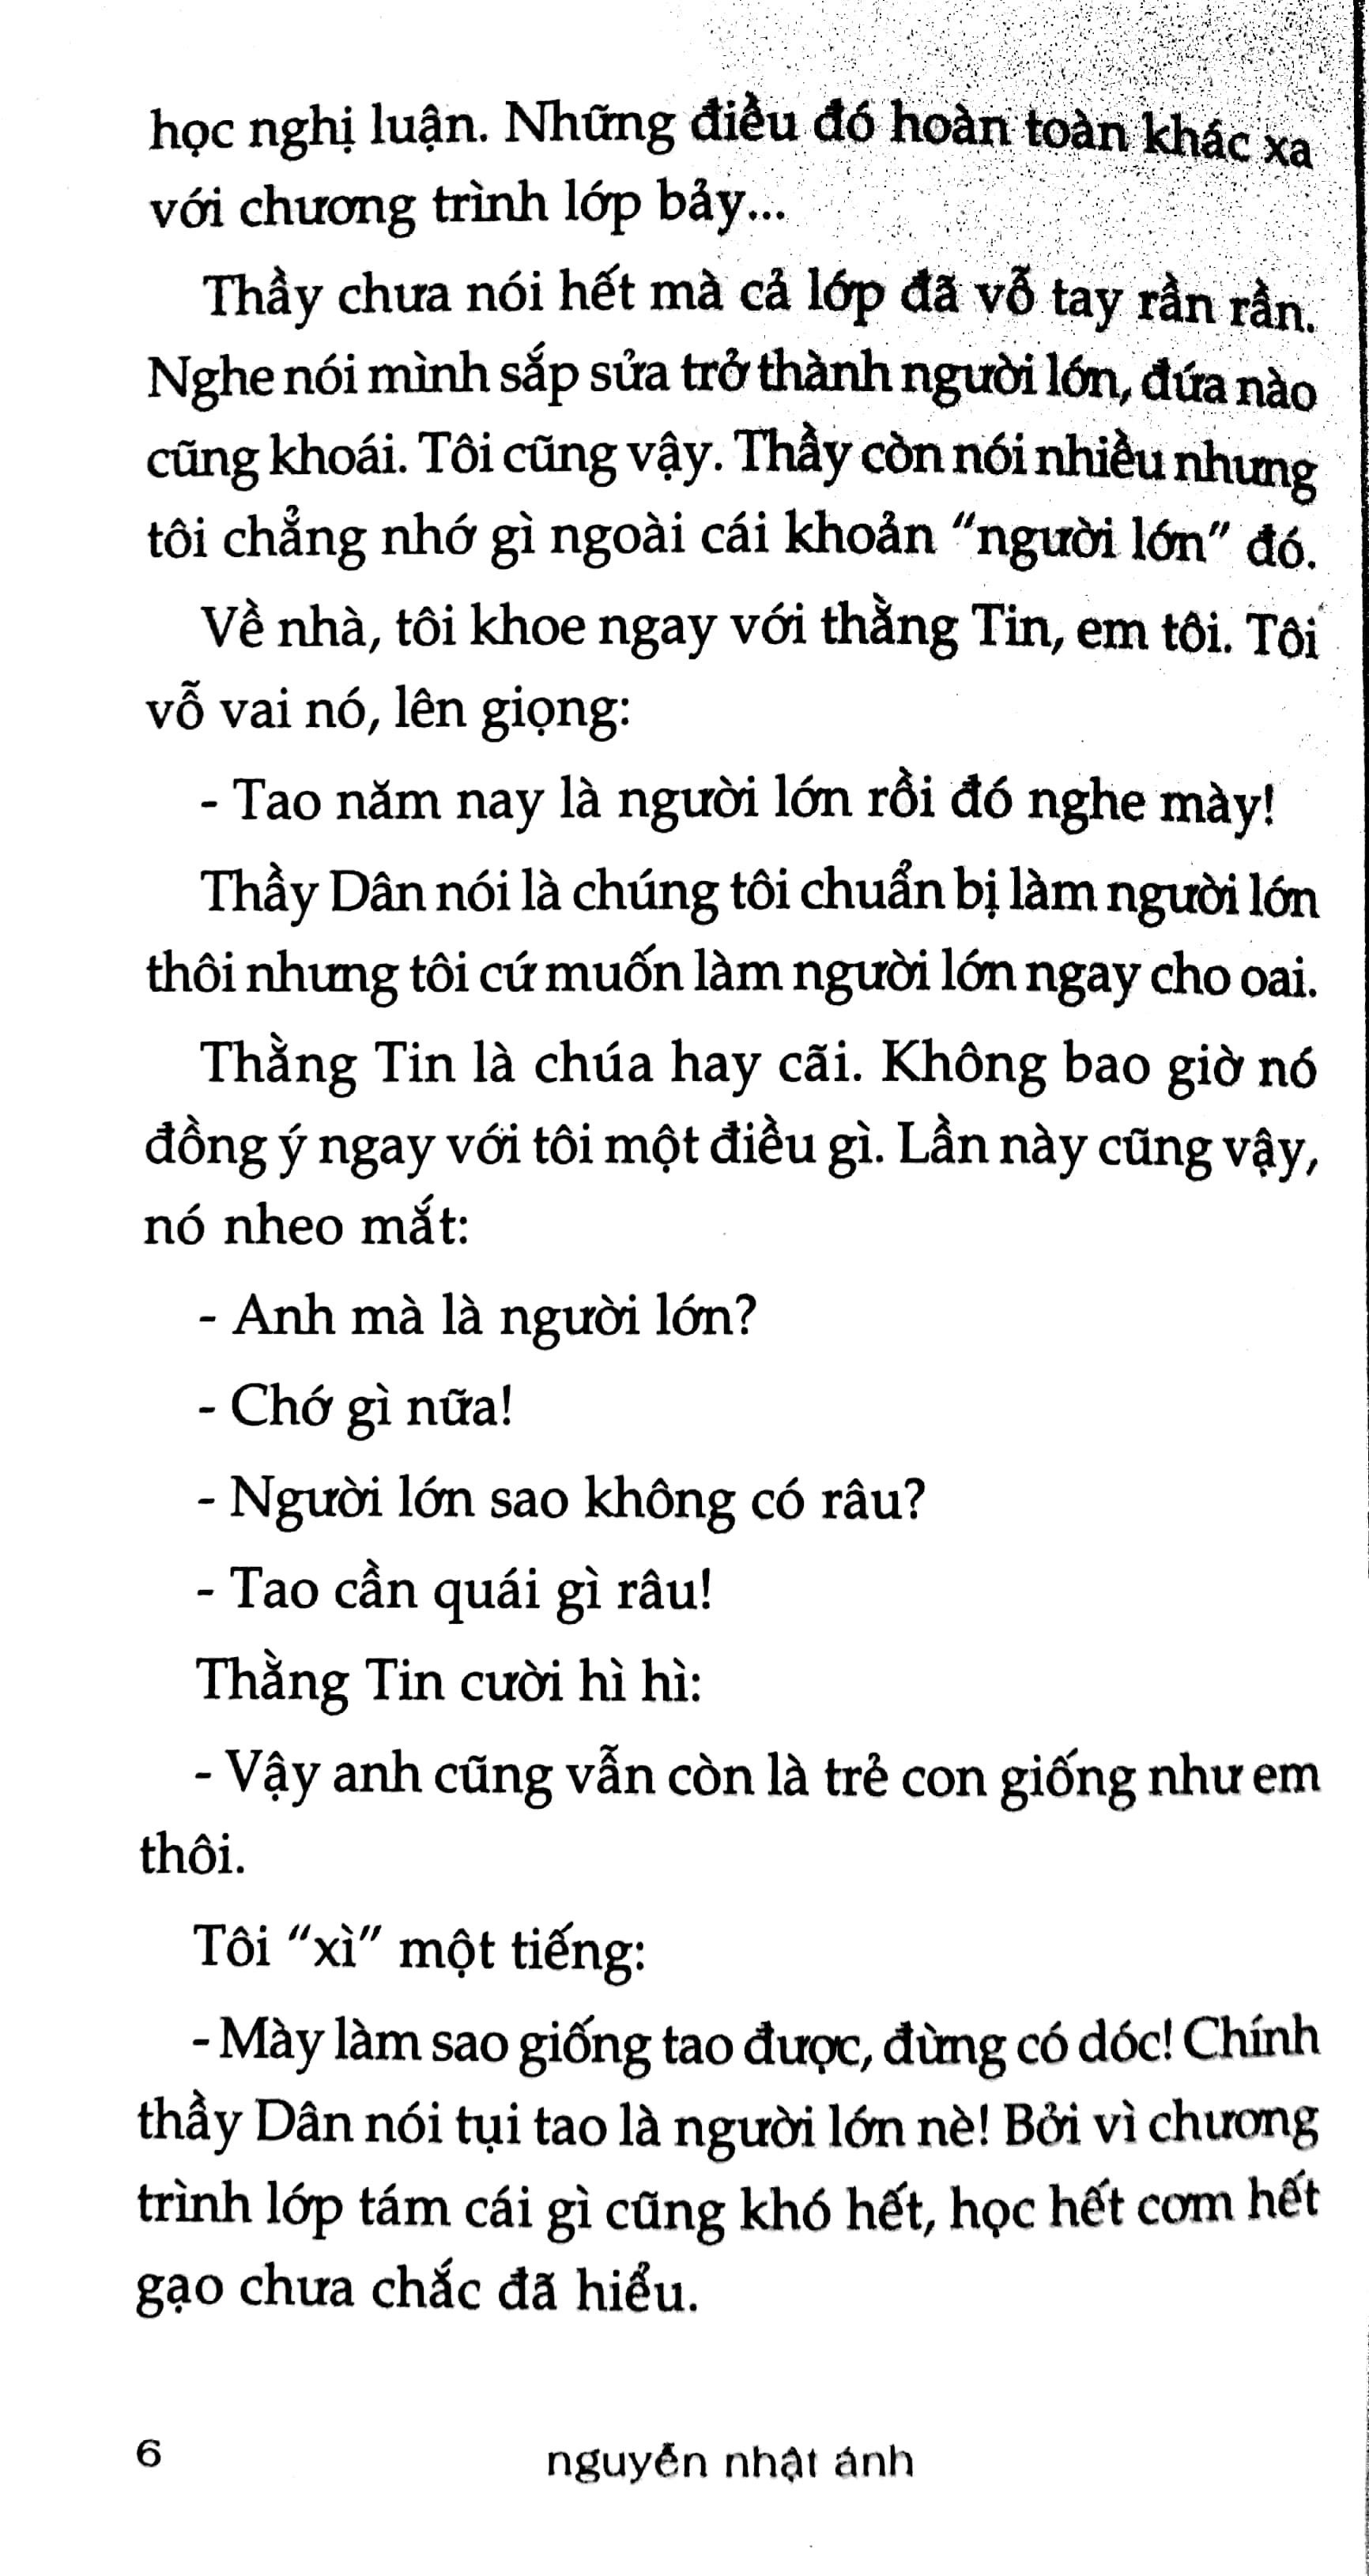 học nghị luận. Những điều đó hoàn toàn khác xa
với chương trình lớp bảy...
Thầy chưa nói hết mà cả lớp đã vỗ tay rần rần.
Nghe nói mình sắp sửa trở thành người lớn, đứa nào
cũng khoái. Tôi cũng vậy. Thầy còn nói nhiều nhưng
tôi chẳng nhớ gì ngoài cái khoản “người lớn” đó.
Về nhà, tôi khoe ngay với thằng Tin, em tôi. Tôi
vỗ vai nó, lên giọng:
- Tao năm nay là người lớn rồi đó nghe mày!
Thầy Dân nói là chúng tôi chuẩn bị làm người lớn
thôi nhưng tôi cứ muốn làm người lớn ngay cho oai.
Thằng Tin là chúa hay cãi. Không bao giờ nó
đồng ý ngay với tôi một điều gì. Lần này cũng vậy,
nó nheo mắt:
- Anh mà là người lớn?
- Chớ gì nữa!
- Người lớn sao không có râu?
- Tao cần quái gì râu!
Thằng Tin cười hì hì:
- Vậy anh cũng vẫn còn là trẻ con giống như em
thôi.
Tôi “xì” một tiếng:
- Mày làm sao giống tao được, đừng có dóc! Chính
thầy Dân nói tụi tao là người lớn nè! Bởi vì chương
trình lớp tám cái gì cũng khó hết, học hết cơm hết
gạo chưa chắc đã hiểu.
6 nguyễn nhật ánh